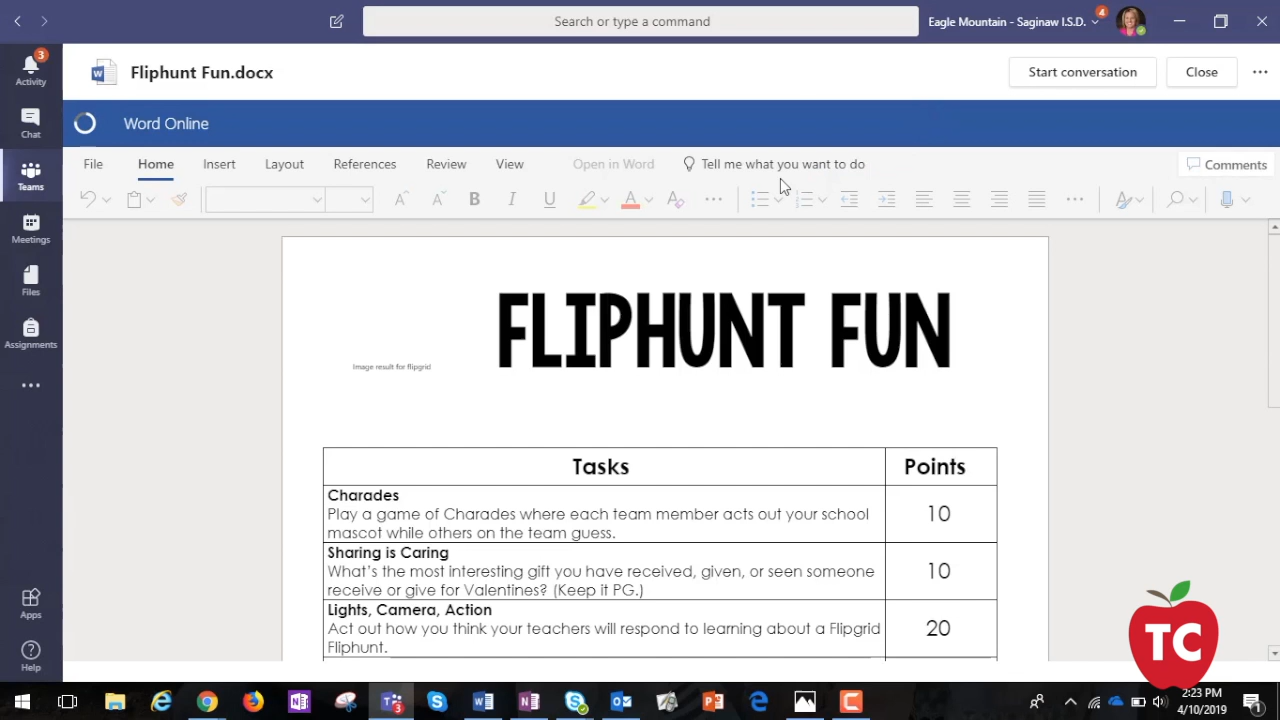 Search or type a command
Eagle Mountain - Saginaw I.S.D.
4
3
Activity
Chat
Teams
Meetings
Files
Assignments
Apps
Help
Fliphunt Fun.docx
Start conversation
Close
Word Online
File
Home
Insert
Layout
References
Review
View
Open in Word
Tell me what you want to do
Comments
B
I
U
Image result for flipgrid
FLIPHUNT FUN
Tasks
Points
Charades
Play a game of Charades where each team member acts out your school
mascot while others on the team guess.
10
Sharing is Caring
What's the most interesting gift you have received, given, or seen someone
receive or give for Valentines? (Keep it PG.)
10
Lights, Camera, Action
Act out how you think your teachers will respond to learning about a Flipgrid
Fliphunt.
20
TC
2:23 PM
4/10/2019